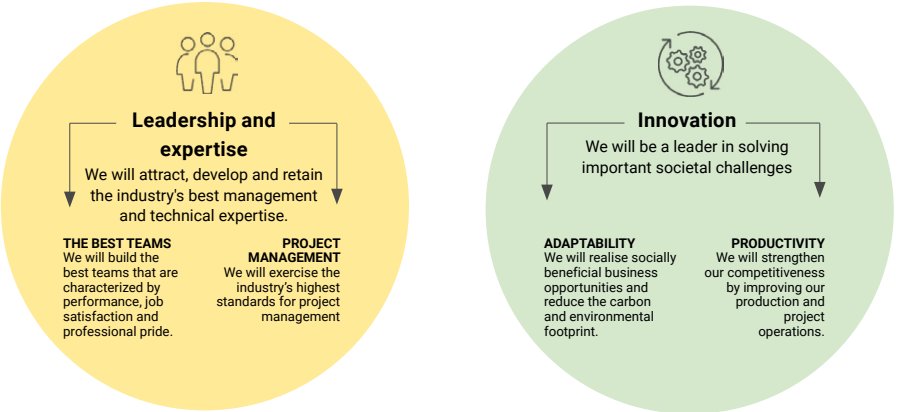 Leadership and
expertise
We will attract, develop and retain
the industry's best management
and technical expertise.
THE BEST TEAMS
We will build the
best teams that are
characterized by
performance, job
satisfaction and
professional pride.
PROJECT
MANAGEMENT
We will exercise the
industry’s highest
standards for project
management
Innovation
We will be a leader in solving
important societal challenges
ADAPTABILITY
We will realise socially
beneficial business
opportunities and
reduce the carbon
and environmental
footprint.
PRODUCTIVITY
We will strengthen
our competitiveness
by improving our
production and
project
operations.